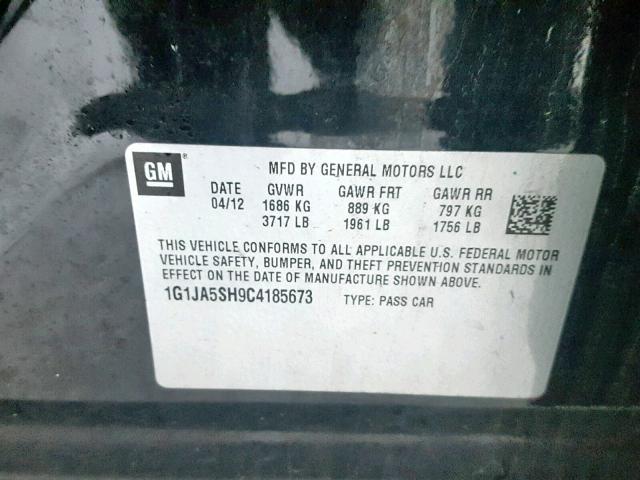 GM ® MFD BY GENERAL MOTORS LLC
DATE GVWR GAWR FRT GAWR RR
04/12 1686 KG 889 KG 797 KG
3717 LB 1961 LB 1756 LB
THIS VEHICLE CONFORMS TO ALL APPLICABLE U.S. FEDERAL MOTOR
VEHICLE SAFETY, BUMPER, AND THEFT PREVENTION STANDARDS IN
EFFECT ON THE DATE OF MANUFACTURE SHOWN ABOVE.
1G1JA5SH9C4185673 TYPE: PASS CAR